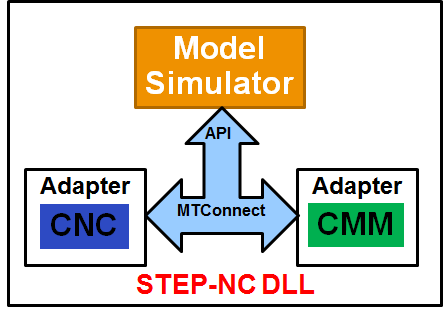 Model
Simulator
API
Adapter
CNC
MTConnect
Adapter
CMM
STEP-NC DLL